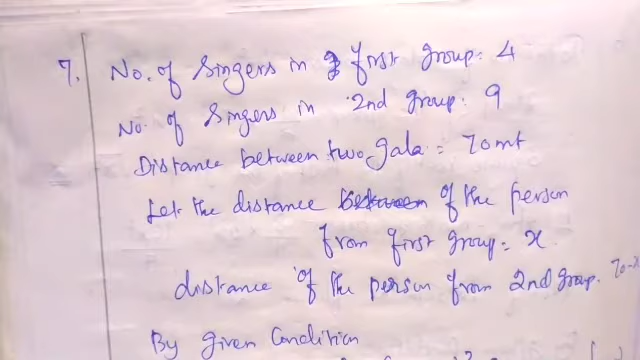 7. No. of Singers in first group: 4
No. of Singers in 2nd group: 9
Distance between two gala = 70mt
Let the distance of the person
from first group = x.
distance of the person from 2nd group. 70-x
By given Condition